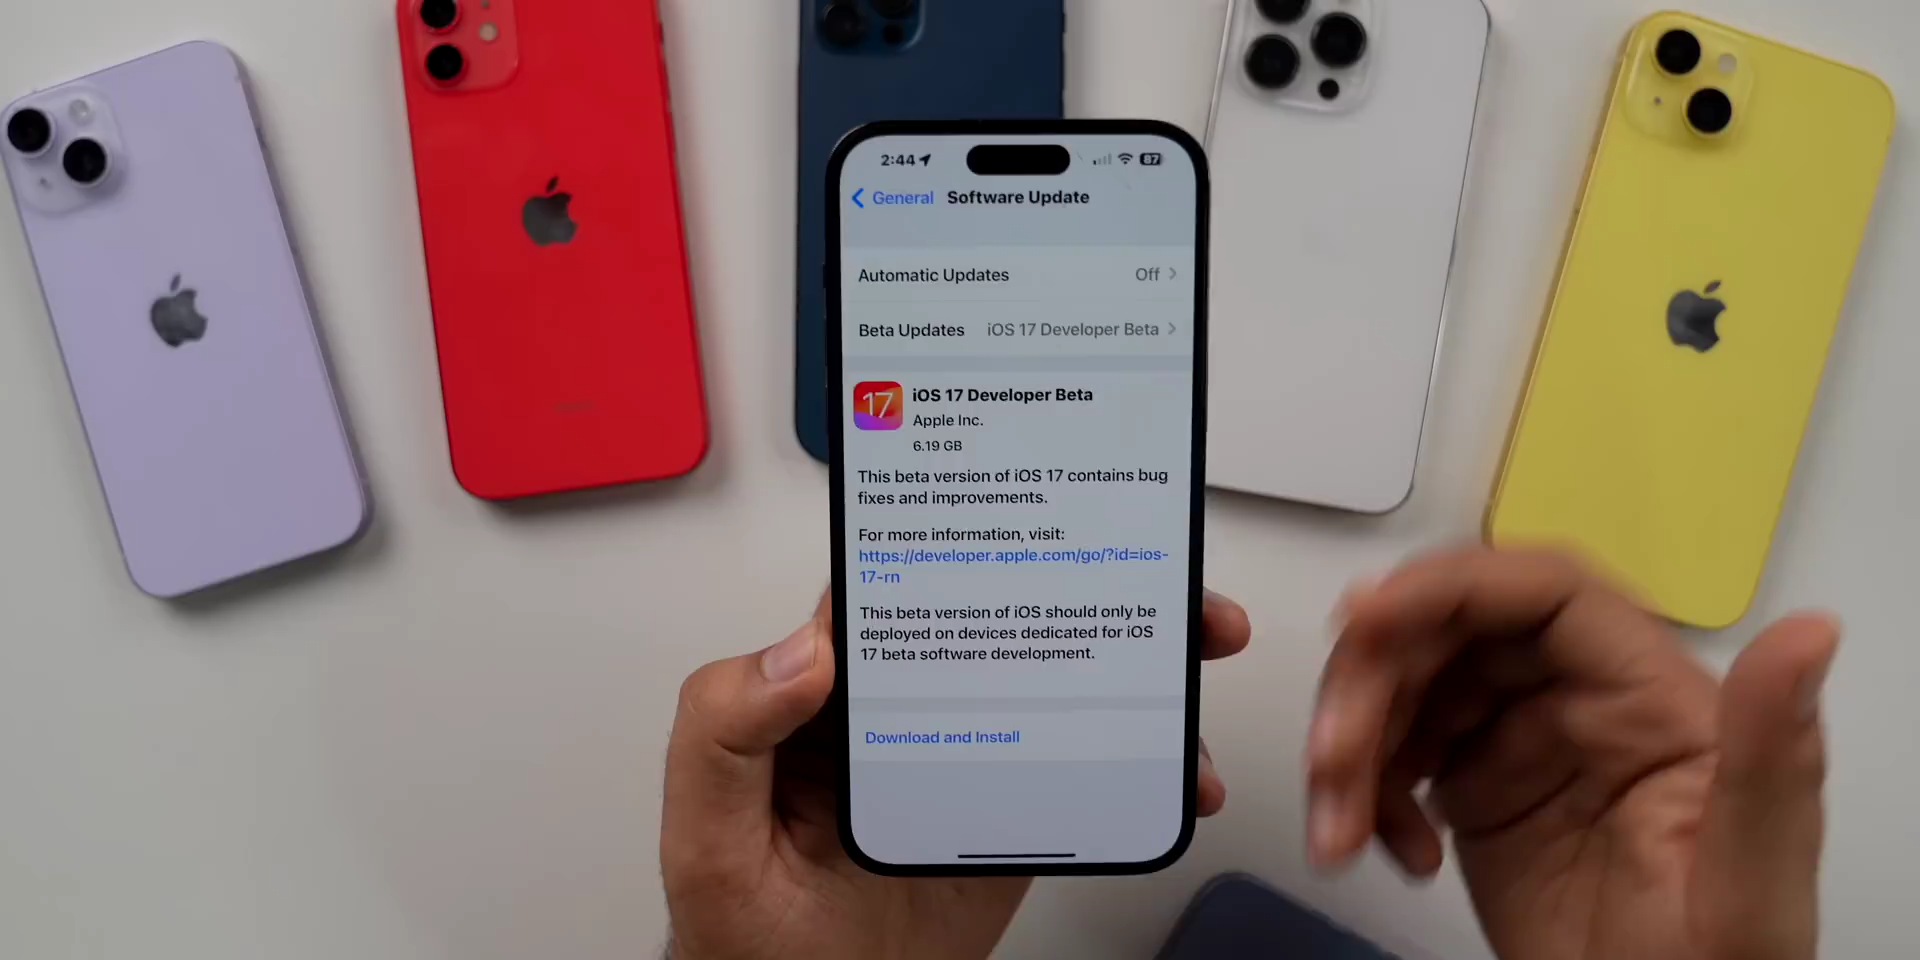 2:44
87
General Software Update
Automatic Updates Off
Beta Updates iOS 17 Developer Beta
17
iOS 17 Developer Beta
Apple Inc.
6.19 GB
This beta version of iOS 17 contains bug
fixes and improvements.
For more information, visit:
https://developer.apple.com/go/?id=ios-
17-rn
This beta version of iOS should only be
deployed on devices dedicated for iOS
17 beta software development.
Download and Install